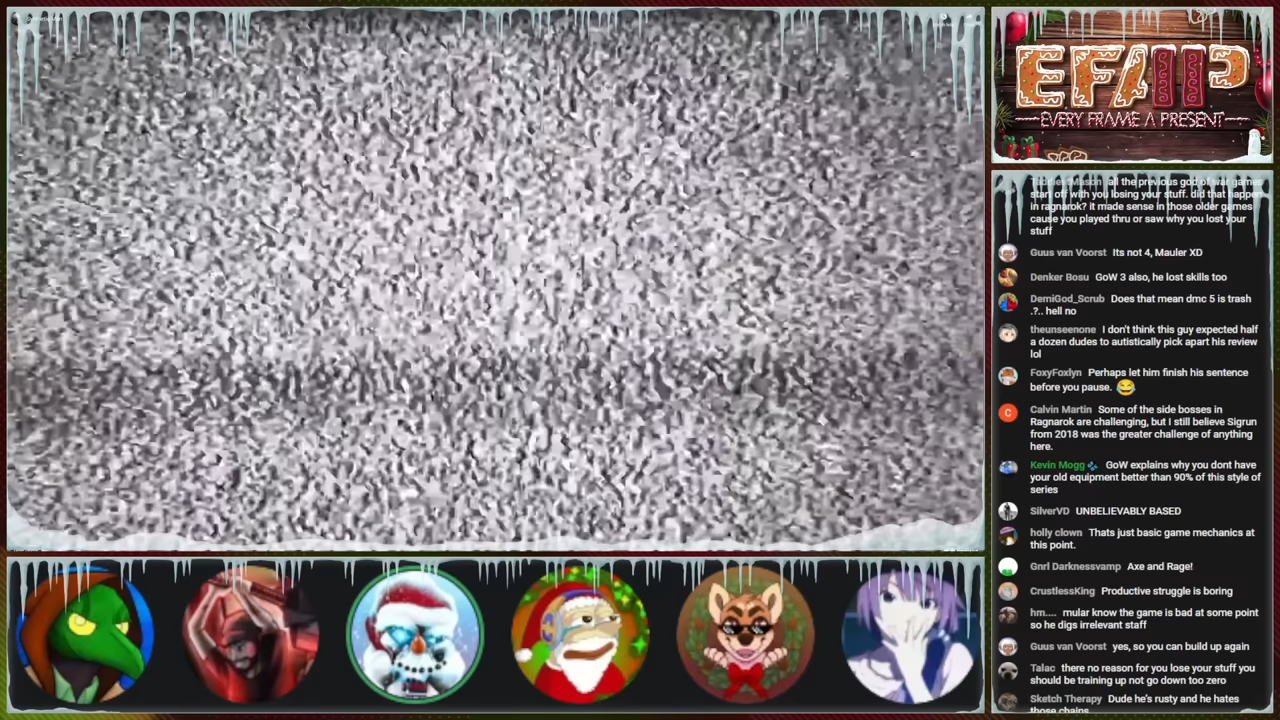 EFAP
EVERY FRAME A PRESENT
all the previous god of war games
start off with you losing your stuff. did that happen
in ragnarok? it made sense in those older games
cause you played thru or saw why you lost your
stuff
Guus van Voorst Its not 4, Mauler XD
Denker Bosu GoW 3 also, he lost skills too
DemiGod_Scrub Does that mean dmc 5 is trash
.?.. hell no
theunseenone I don't think this guy expected half
a dozen dudes to autistically pick apart his review
lol
FoxyFoxlyn Perhaps let him finish his sentence
before you pause. 😂
C
Calvin Martin Some of the side bosses in
Ragnarok are challenging, but I still believe Sigrun
from 2018 was the greater challenge of anything
here.
Kevin Mogg GoW explains why you dont have
your old equipment better than 90% of this style of
series
SilverVD UNBELIEVABLY BASED
holly clown Thats just basic game mechanics at
this point.
Gnrl Darknessvamp Axe and Rage!
CrustlessKing Productive struggle is boring
hm.... mular know the game is bad at some point
so he digs irrelevant staff
Guus van Voorst yes, so you can build up again
Talac there no reason for you lose your stuff you
should be training up not go down too zero
Sketch Therapy Dude he's rusty and he hates
those chains